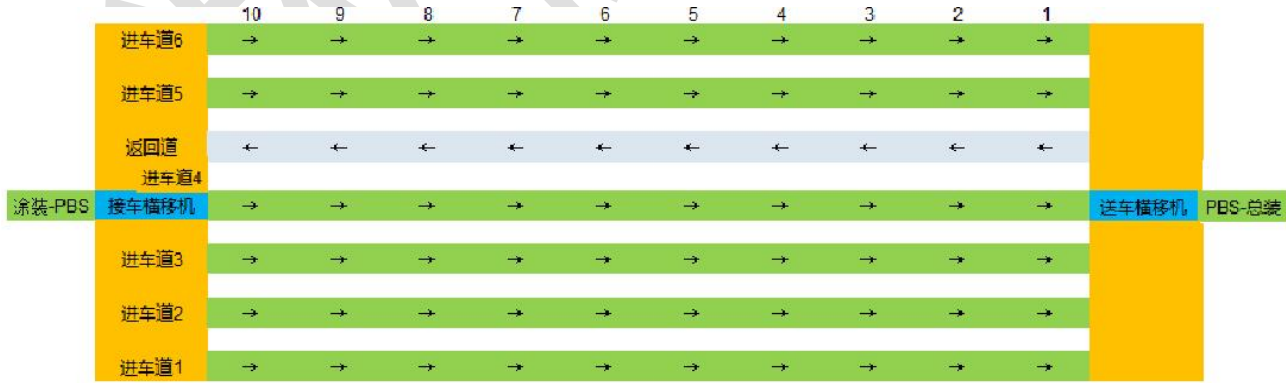 10 9 8 7 6 5 4 3 2 1
进车道6 → → → → → → → → → →
进车道5 → → → → → → → → → →
返回道 ← ← ← ← ← ← ← ← ← ←
进车道4
涂装-PBS 接车横移机 → → → → → → → → → → 送车横移机 PBS-总装
进车道3 → → → → → → → → → →
进车道2 → → → → → → → → → →
进车道1 → → → → → → → → → →